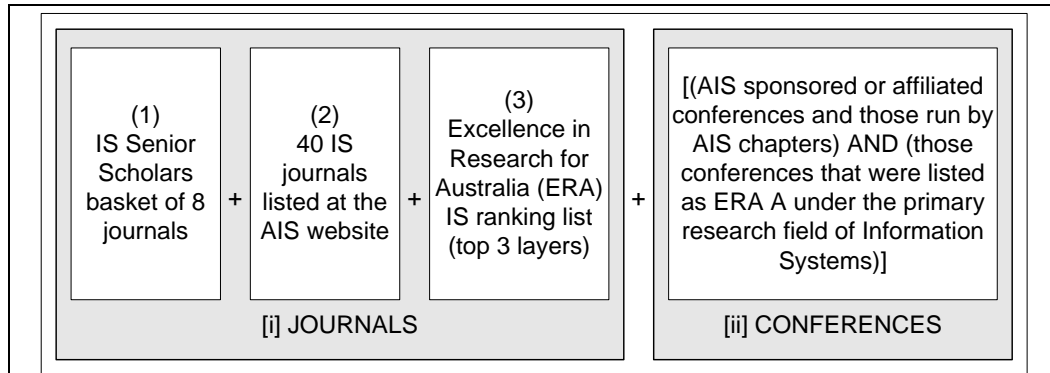 (1)
IS Senior
Scholars
basket of 8
journals
+
(2)
40 IS
journals
listed at the
AIS website
+
(3)
Excellence in
Research for
Australia (ERA)
IS ranking list
(top 3 layers)
[i] JOURNALS
+
[(AIS sponsored or affiliated
conferences and those run by
AIS chapters) AND (those
conferences that were listed
as ERA A under the primary
research field of Information
Systems)]
[ii] CONFERENCES